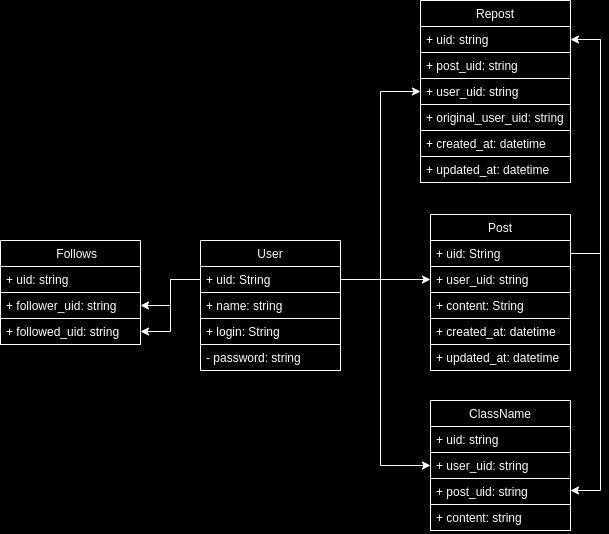 Repost
+ uid: string
+ post_uid: string
+ user_uid: string
+ original_user_uid: string
+ created_at: datetime
+ updated_at: datetime
Follows
+ uid: string
+ follower_uid: string
+ followed_uid: string
User
+ uid: String
+ name: string
+ login: String
- password: string
Post
+ uid: String
+ user_uid: string
+ content: String
+ created_at: datetime
+ updated_at: datetime
ClassName
+ uid: string
+ user_uid: string
+ post_uid: string
+ content: string